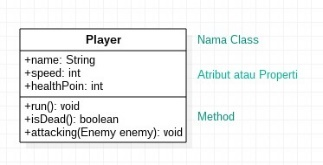 Player
Nama Class
+name: String
+speed: int
+healthPoin: int
Atribut atau Properti
+run(): void
+isDead(): boolean
+attacking(Enemy enemy): void
Method